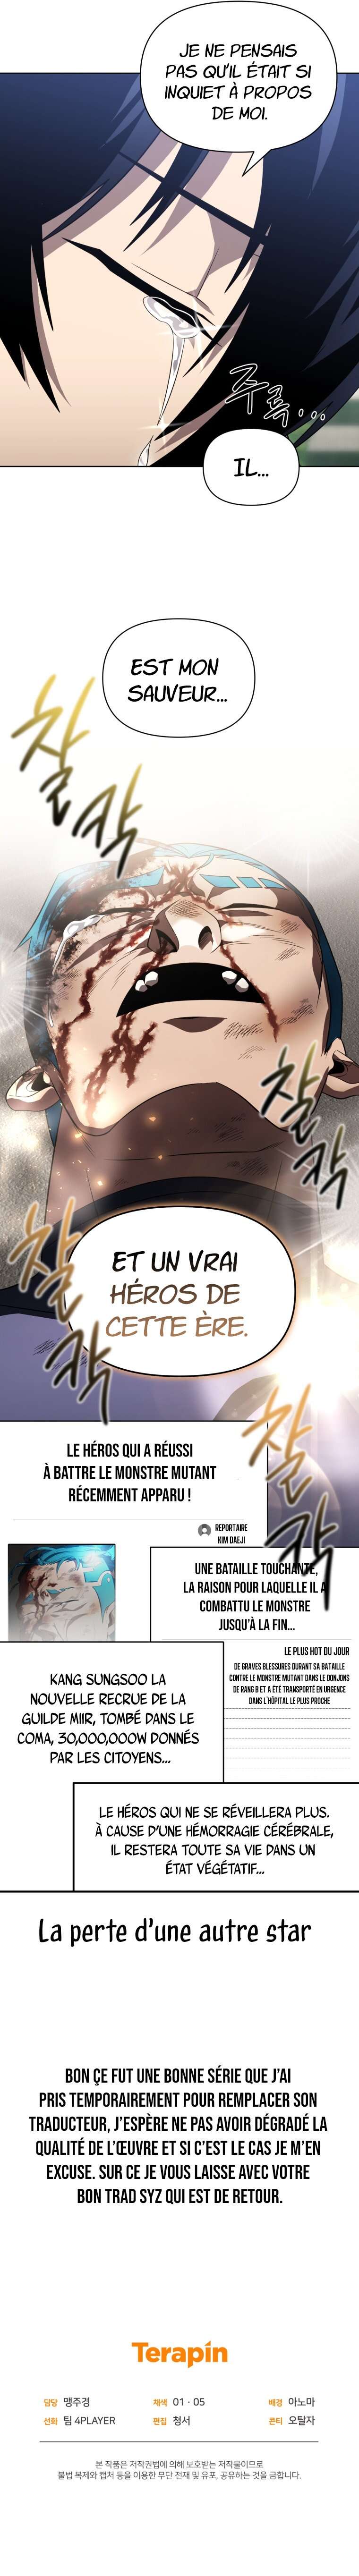 JE NE PENSAIS
PAS QU'IL ÉTAIT SI
INQUIET À PROPOS
DE MOI.
주륵...
IL...
EST MON
SAUVEUR...
찰칵
찰칵
찰칵
ET UN VRAI
HÉROS DE
CETTE ÈRE.
찰칵
LE HÉROS QUI A RÉUSSI
À BATTRE LE MONSTRE MUTANT
RÉCEMMENT APPARU !
REPORTAIRE
KIM DAEJI
UNE BATAILLE TOUCHANTE,
LA RAISON POUR LAQUELLE IL A
COMBATTU LE MONSTRE
JUSQU'À LA FIN...
LE PLUS HOT DU JOUR
DE GRAVES BLESSURES DURANT SA BATAILLE
CONTRE LE MONSTRE MUTANT DANS LE DONJONS
DE RANG B ET A ÉTÉ TRANSPORTÉ EN URGENCE
DANS L'HÔPITAL LE PLUS PROCHE
KANG SUNGSOO LA
NOUVELLE RECRUE DE LA
GUILDE MIIR, TOMBÉ DANS LE
COMA, 30,000,000W DONNÉS
PAR LES CITOYENS...
LE HÉROS QUI NE SE RÉVEILLERA PLUS.
À CAUSE D'UNE HÉMORRAGIE CÉRÉBRALE,
IL RESTERA TOUTE SA VIE DANS UN
ÉTAT VÉGÉTATIF...
La perte d'une autre star
BON ÇE FUT UNE BONNE SÉRIE QUE J'AI
PRIS TEMPORAIREMENT POUR REMPLACER SON
TRADUCTEUR, J'ESPÈRE NE PAS AVOIR DÉGRADÉ LA
QUALITÉ DE L'ŒUVRE ET SI C'EST LE CAS JE M'EN
EXCUSE. SUR CE JE VOUS LAISSE AVEC VOTRE
BON TRAD SYZ QUI EST DE RETOUR.
Terapin
담당 맹주경 채색 01 · 05 배경 아노마
선화 팀 4PLAYER 편집 청서 콘티 오탈자
본 작품은 저작권법에 의해 보호받는 저작물이므로
불법 복제와 캡처 등을 이용한 무단 전재 및 유포, 공유하는 것을 금합니다.